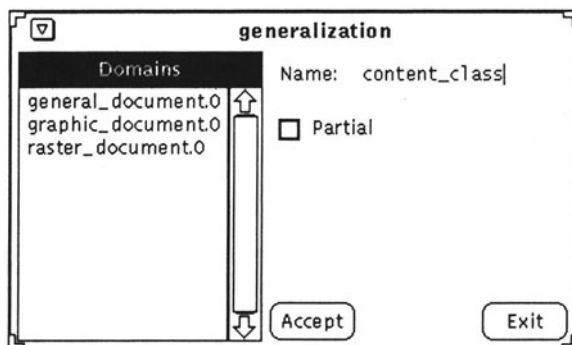 generalization
Domains
general_document.0
graphic_document.0
raster_document.0
Name: content_class
Partial
Accept
Exit